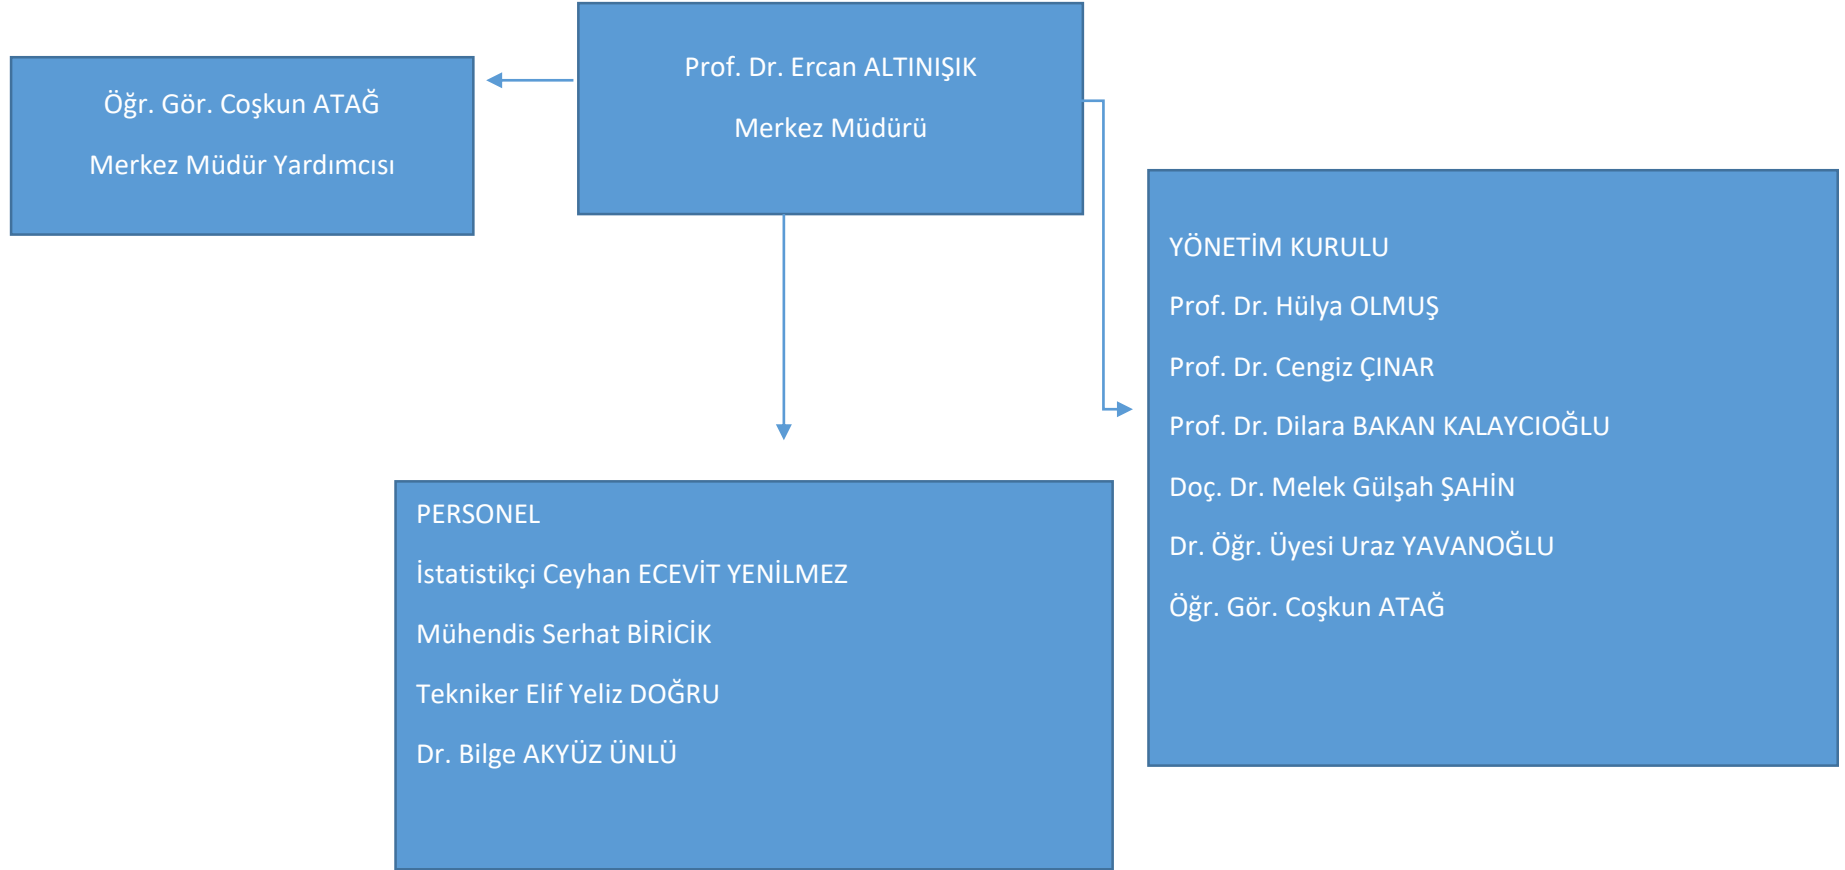 Prof. Dr. Ercan ALTINIŞIK
Merkez Müdürü
Öğr. Gör. Coşkun ATAĞ
Merkez Müdür Yardımcısı
YÖNETİM KURULU
Prof. Dr. Hülya OLMUŞ
Prof. Dr. Cengiz ÇINAR
Prof. Dr. Dilara BAKAN KALAYCIOĞLU
Doç. Dr. Melek Gülşah ŞAHİN
Dr. Öğr. Üyesi Uraz YAVANOĞLU
Öğr. Gör. Coşkun ATAĞ
PERSONEL
İstatistikçi Ceyhan ECEVİT YENİLMEZ
Mühendis Serhat BİRİCİK
Tekniker Elif Yeliz DOĞRU
Dr. Bilge AKYÜZ ÜNLÜ